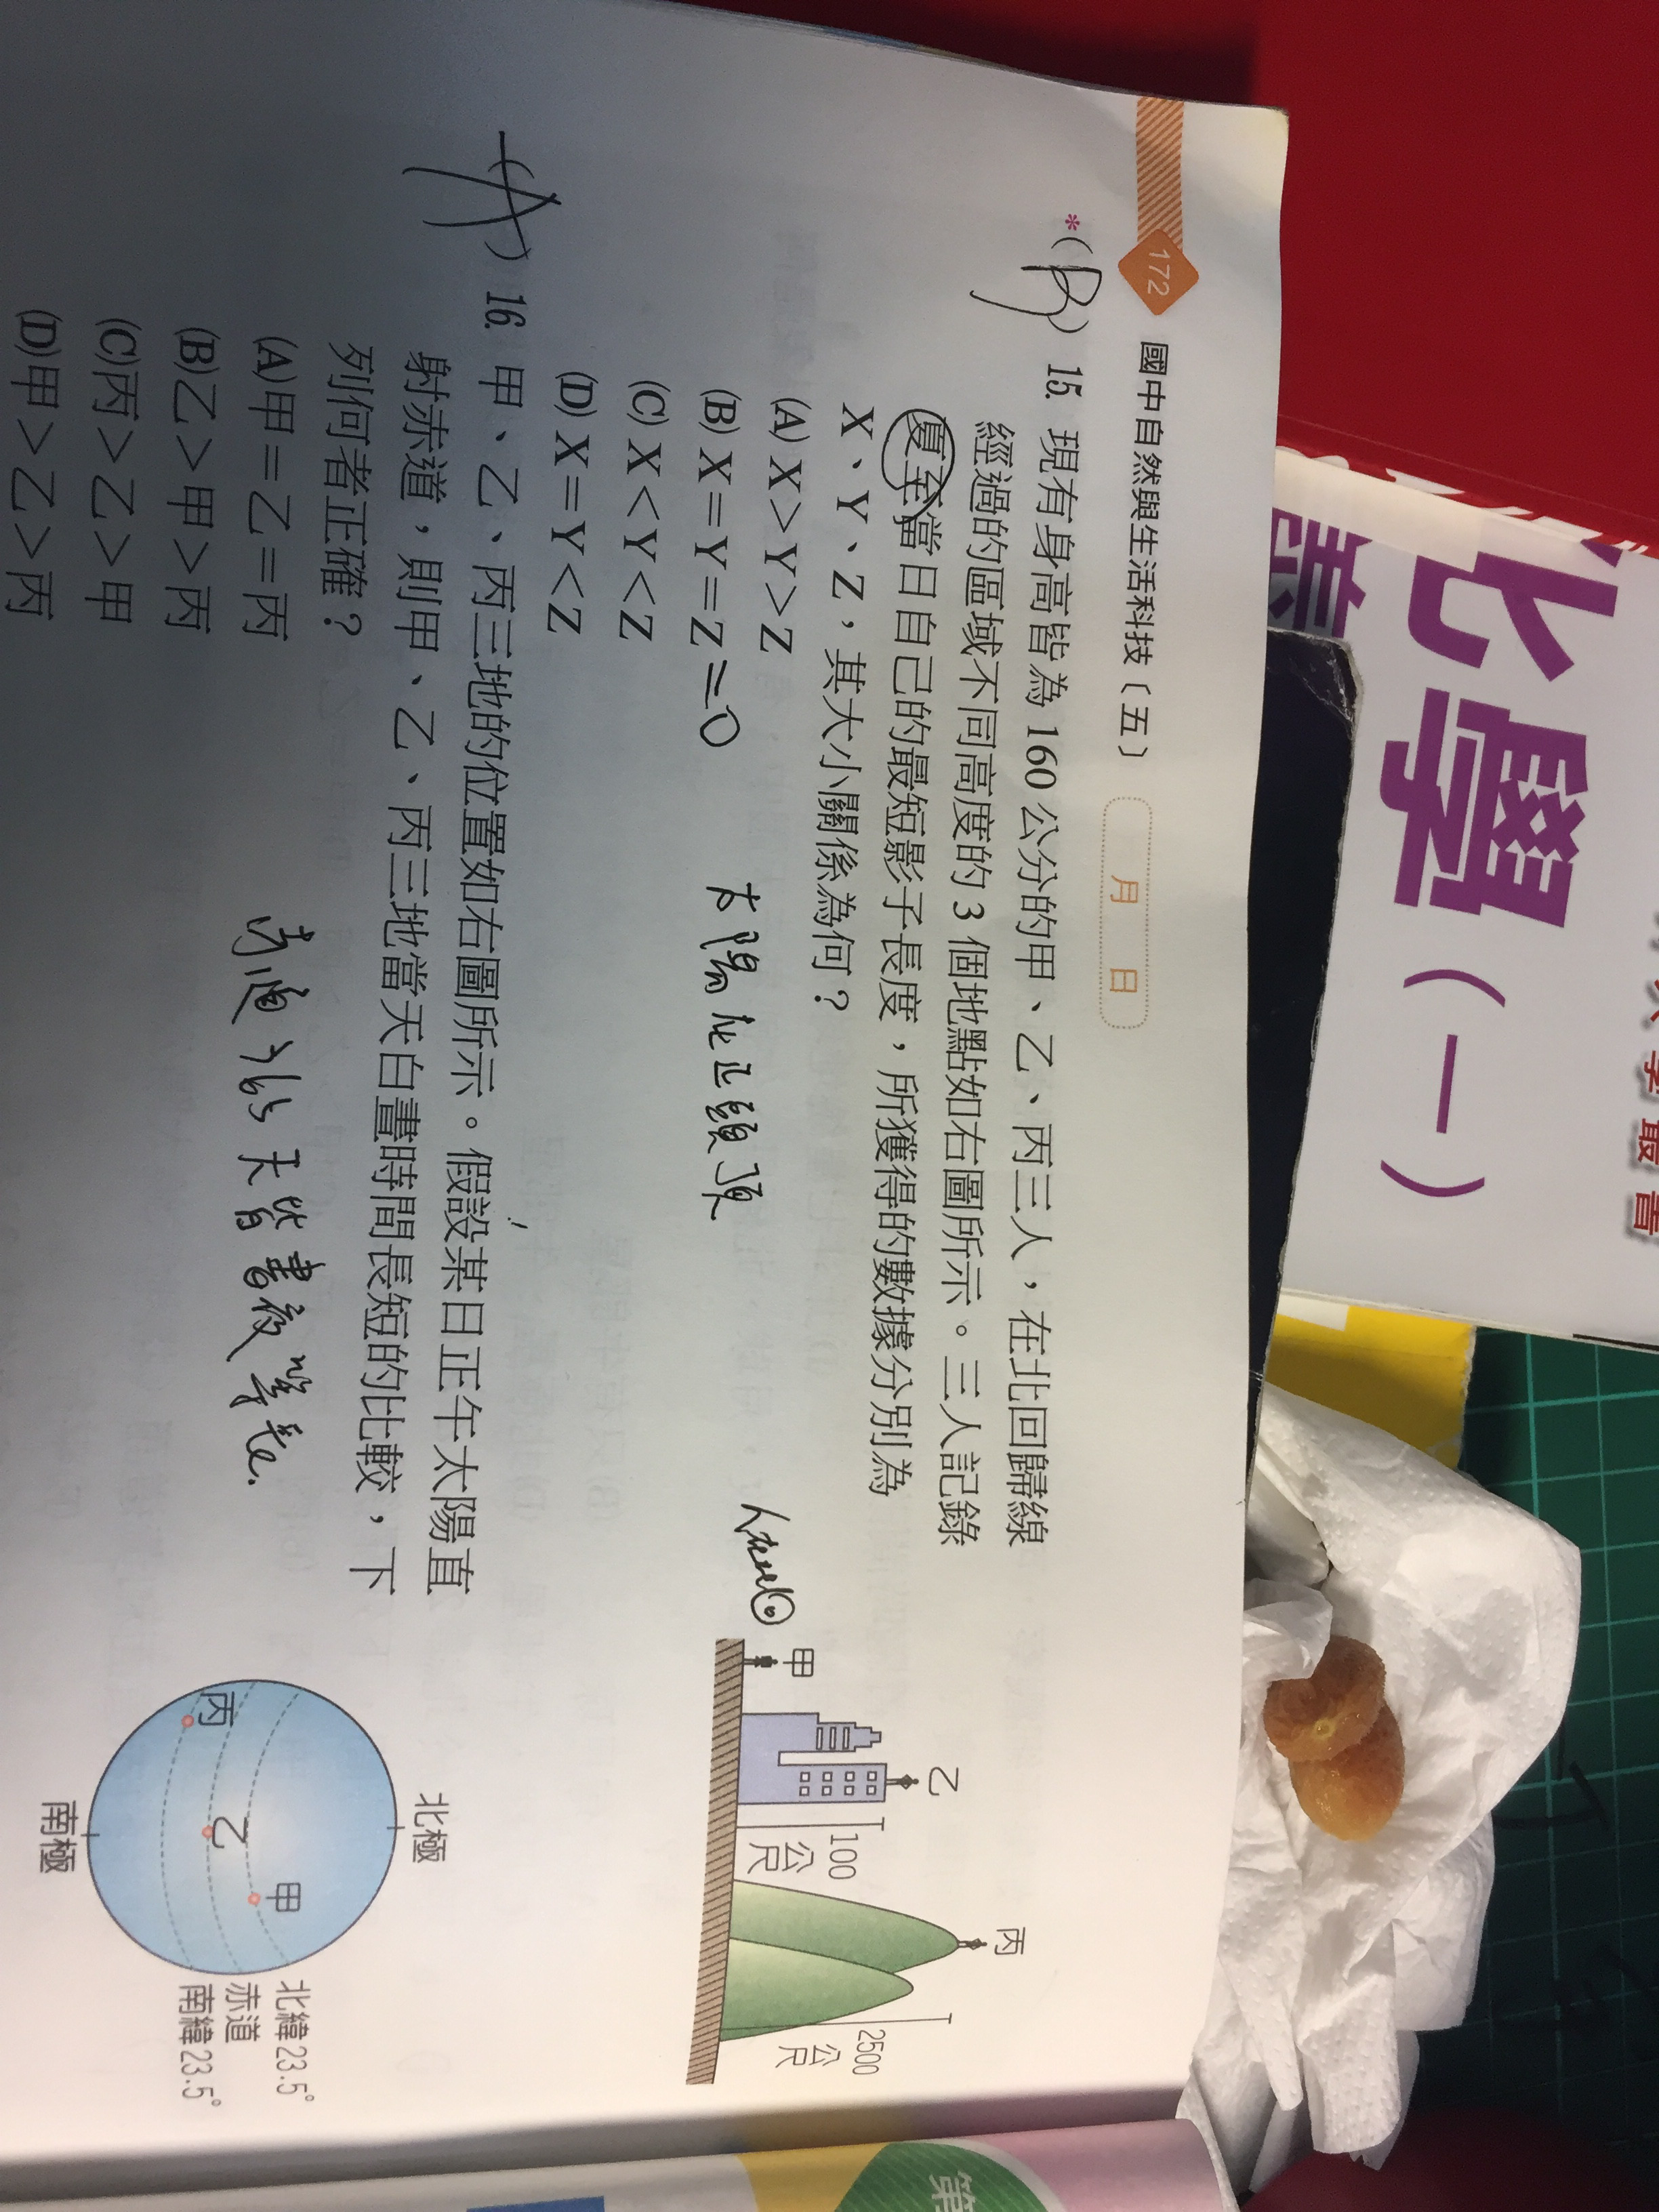 172
國中自然與生活科技〔五〕
月 日
*(B) 15. 現有身高皆為 160 公分的甲、乙、丙三人，在北回歸線
經過的區域不同高度的 3 個地點如右圖所示。三人記錄
夏至當日自己的最短影子長度，所獲得的數據分別為
X、Y、Z，其大小關係為何？
(A) X＞Y＞Z
(B) X＝Y＝Z =0
(C) X＜Y＜Z
(D) X＝Y＜Z
太陽在正頭頂
甲
乙
丙
100
公尺
2500
公尺
(A) 16. 甲、乙、丙三地的位置如右圖所示。假設某日正午太陽直
射赤道，則甲、乙、丙三地當天白晝時間長短的比較，下
列何者正確？
(A)甲＝乙＝丙
(B)乙＞甲＞丙
(C)丙＞乙＞甲
(D)甲＞乙＞丙
北極
甲
乙
丙
南極
北緯23.5°
赤道
南緯23.5°
化學（一）
第